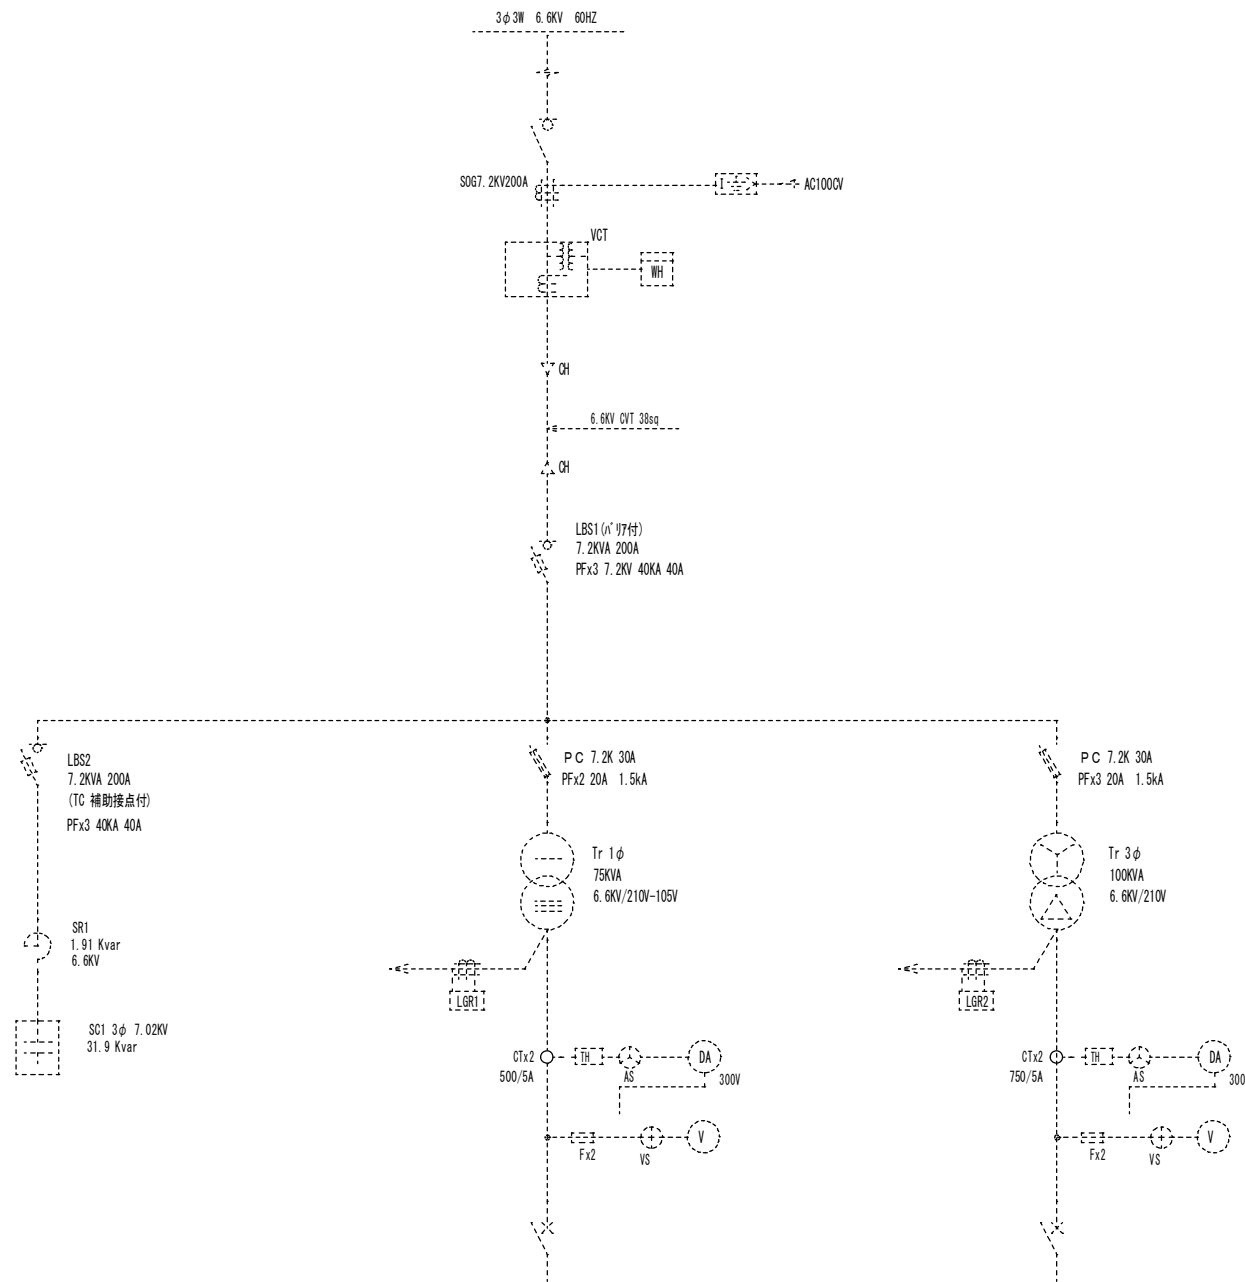 3φ3W 6.6KV 60HZ
SOG7.2KV200A
I
AC100CV
VCT
WH
CH
6.6KV CVT 38sq
CH
LBS1(ﾊﾞﾘｱ付)
7.2KVA 200A
PFx3 7.2KV 40KA 40A
LBS2
7.2KVA 200A
(TC 補助接点付)
PFx3 40KA 40A
ＰＣ 7.2K 30A
PFx2 20A 1.5kA
ＰＣ 7.2K 30A
PFx3 20A 1.5kA
Tr 1φ
75KVA
6.6KV/210V-105V
Tr 3φ
100KVA
6.6KV/210V
SR1
1.91 Kvar
6.6KV
LGR1
LGR2
SC1 3φ 7.02KV
31.9 Kvar
CTx2
500/5A
TH
AS
DA
300V
CTx2
750/5A
TH
AS
DA
300
Fx2
VS
V
Fx2
VS
V